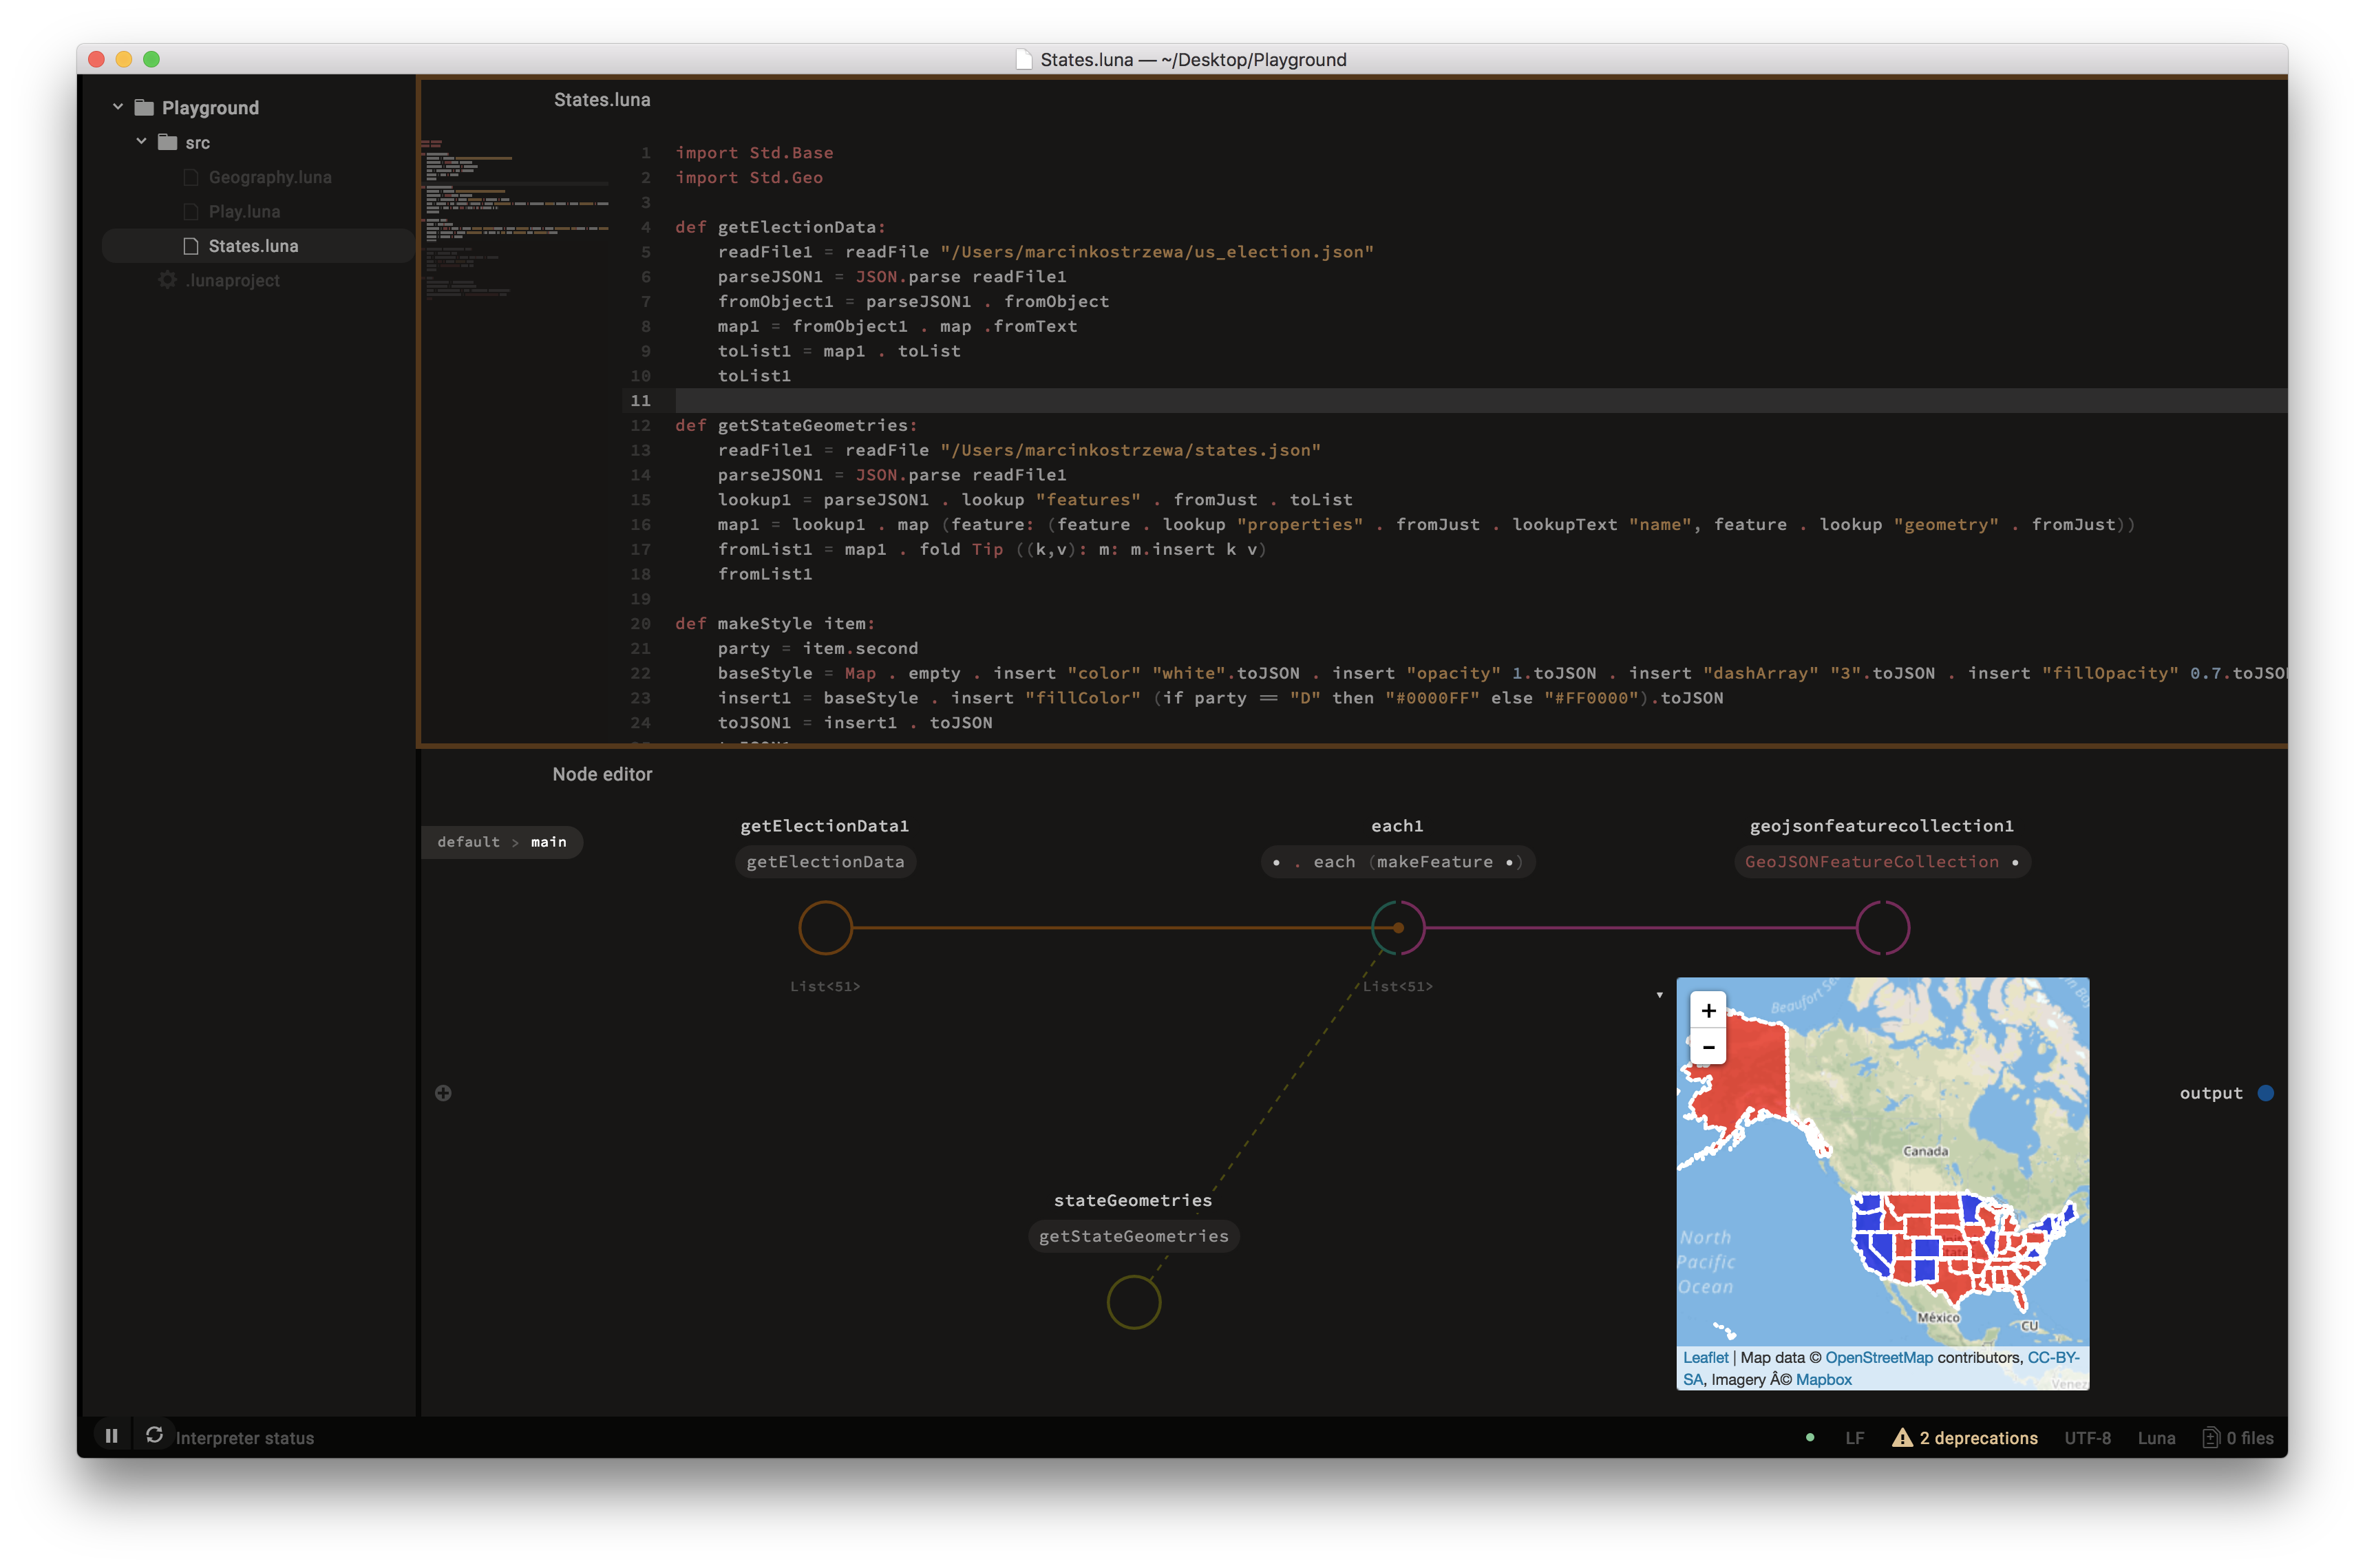 States.luna — ~/Desktop/Playground
Playground
src
Geography.luna
Play.luna
States.luna
.lunaproject
States.luna
1 import Std.Base
2 import Std.Geo
3
4 def getElectionData:
5 readFile1 = readFile "/Users/marcinkostrzewa/us_election.json"
6 parseJSON1 = JSON.parse readFile1
7 fromObject1 = parseJSON1 . fromObject
8 map1 = fromObject1 . map .fromText
9 toList1 = map1 . toList
10 toList1
11
12 def getStateGeometries:
13 readFile1 = readFile "/Users/marcinkostrzewa/states.json"
14 parseJSON1 = JSON.parse readFile1
15 lookup1 = parseJSON1 . lookup "features" . fromJust . toList
16 map1 = lookup1 . map (feature: (feature . lookup "properties" . fromJust . lookupText "name", feature . lookup "geometry" . fromJust))
17 fromList1 = map1 . fold Tip ((k,v): m: m.insert k v)
18 fromList1
19
20 def makeStyle item:
21 party = item.second
22 baseStyle = Map . empty . insert "color" "white".toJSON . insert "opacity" 1.toJSON . insert "dashArray" "3".toJSON . insert "fillOpacity" 0.7.toJSO
23 insert1 = baseStyle . insert "fillColor" (if party == "D" then "#0000FF" else "#FF0000").toJSON
24 toJSON1 = insert1 . toJSON
Node editor
default > main
getElectionData1
getElectionData
List<51>
each1
• . each (makeFeature •)
List<51>
geojsonfeaturecollection1
GeoJSONFeatureCollection •
stateGeometries
getStateGeometries
+
−
Beaufort Se
Canada
North
Pacific
Ocean
México
CU
Leaflet | Map data © OpenStreetMap contributors, CC-BY-
SA, Imagery Â© Mapbox
output
Interpreter status
LF
2 deprecations
UTF-8
Luna
0 files